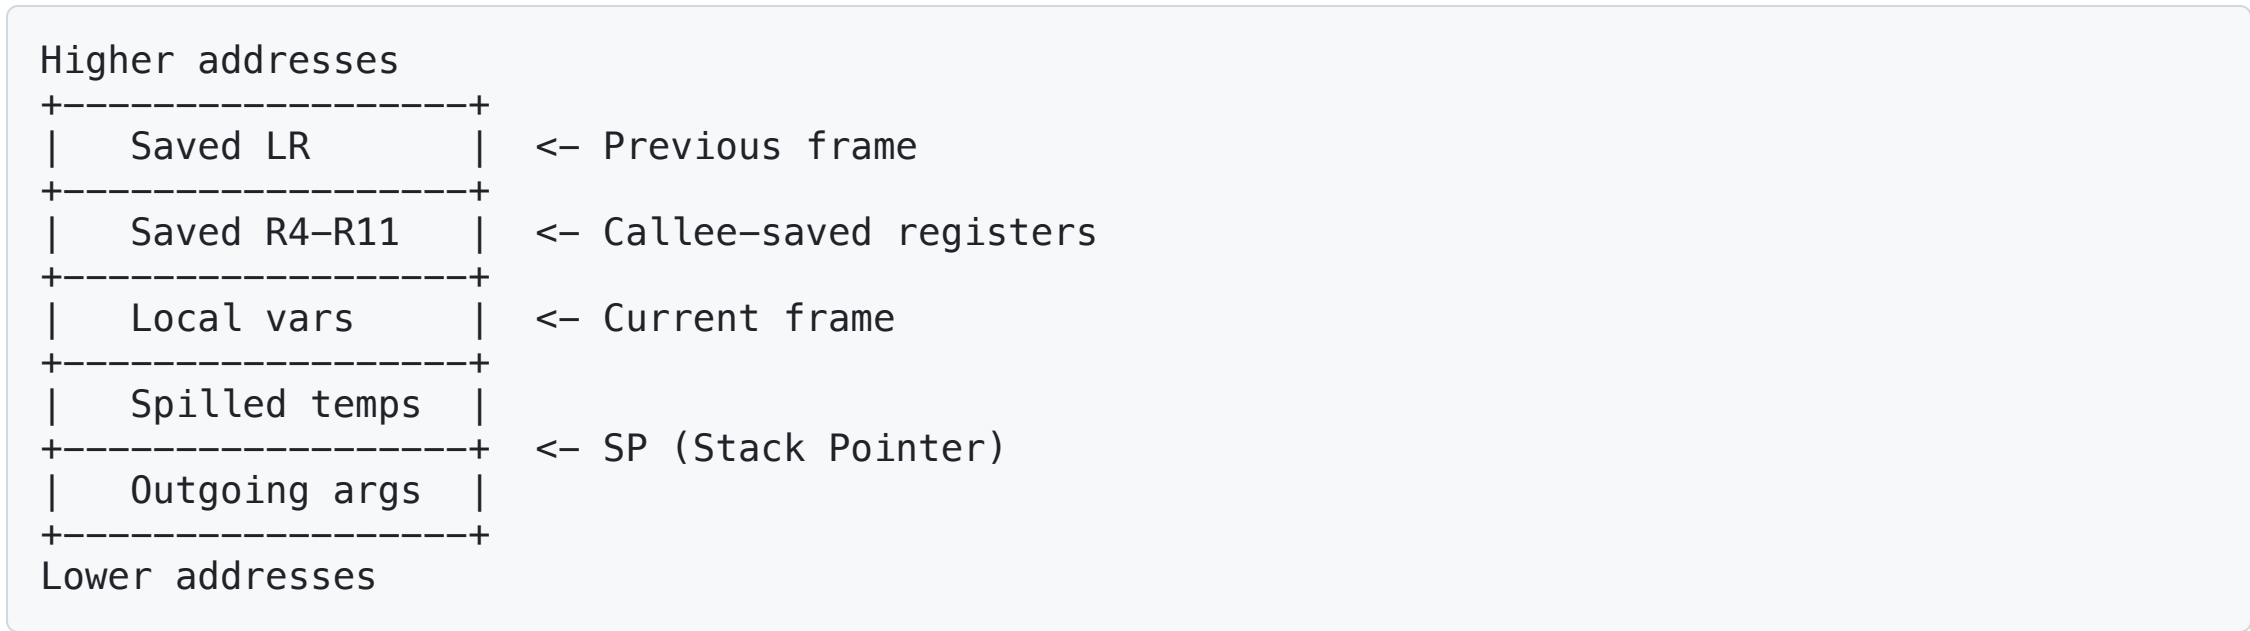 Higher addresses
+------------------+
|   Saved LR       |  <- Previous frame
+------------------+
|   Saved R4-R11   |  <- Callee-saved registers
+------------------+
|   Local vars     |  <- Current frame
+------------------+
|   Spilled temps  |
+------------------+  <- SP (Stack Pointer)
|   Outgoing args  |
+------------------+
Lower addresses